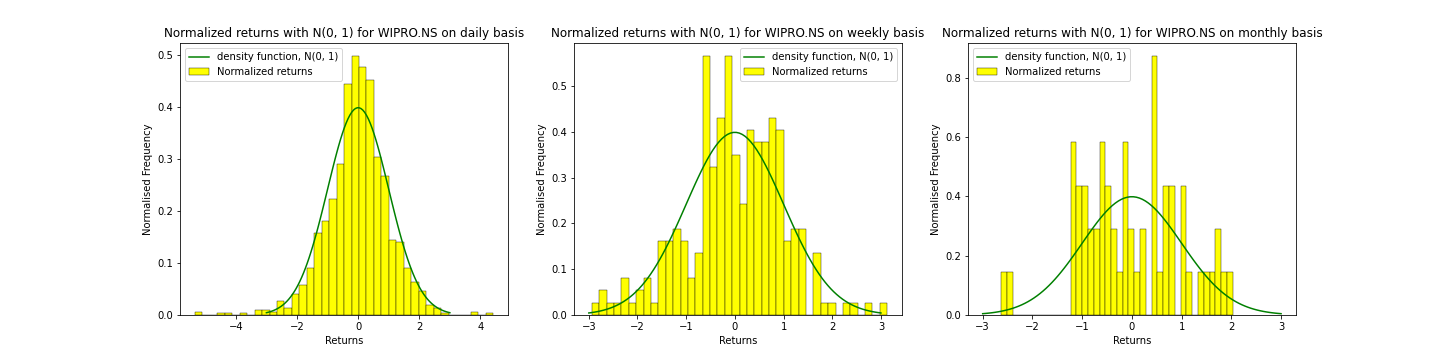 Normalized returns with N(0, 1) for WIPRO.NS on daily basis
density function, N(0, 1)
Normalized returns
0.5
0.4
0.3
0.2
0.1
0.0
Normalised Frequency
−4
−2
0
2
4
Returns
Normalized returns with N(0, 1) for WIPRO.NS on weekly basis
density function, N(0, 1)
Normalized returns
0.5
0.4
0.3
0.2
0.1
0.0
Normalised Frequency
−3
−2
−1
0
1
2
3
Returns
Normalized returns with N(0, 1) for WIPRO.NS on monthly basis
density function, N(0, 1)
Normalized returns
0.8
0.6
0.4
0.2
0.0
Normalised Frequency
−3
−2
−1
0
1
2
3
Returns